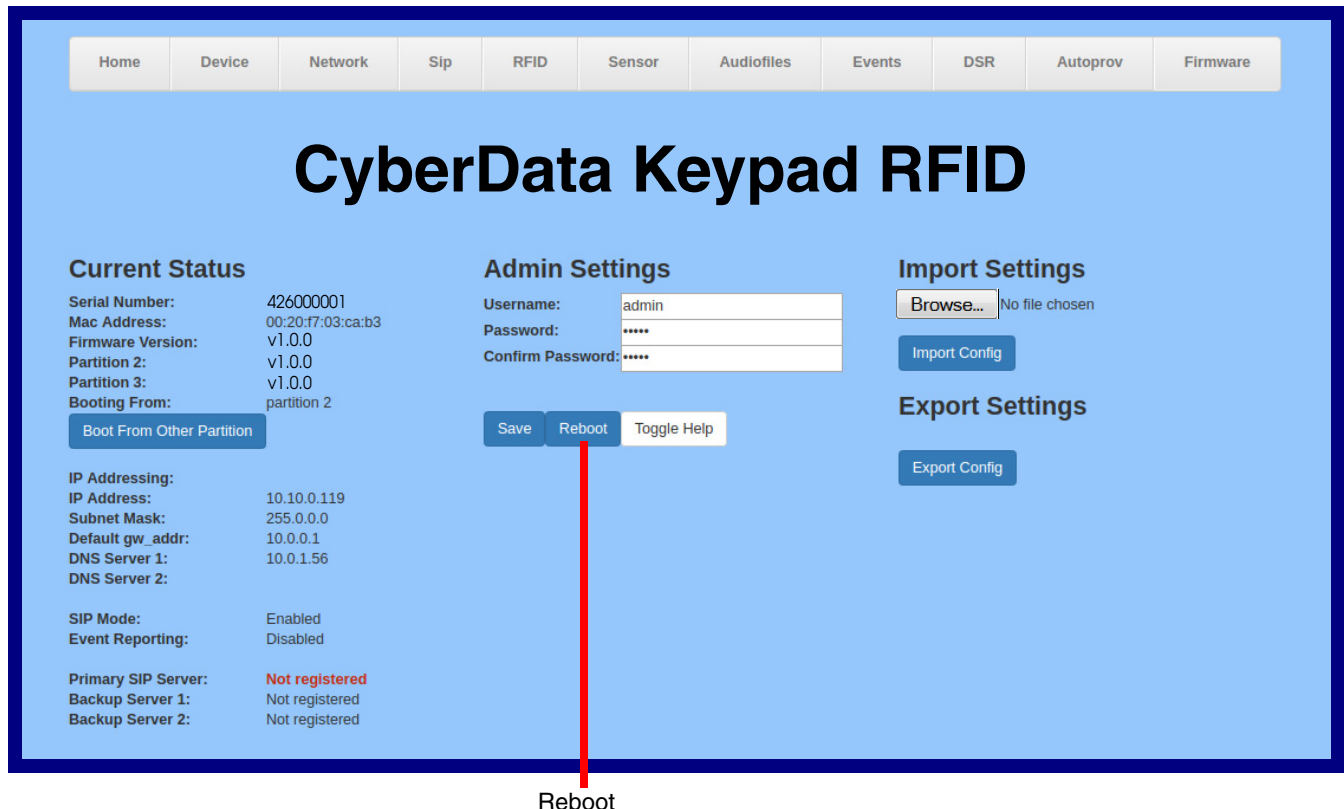 Home Device Network Sip RFID Sensor Audiofiles Events DSR Autoprov Firmware
CyberData Keypad RFID
Current Status
Serial Number: 426000001
Mac Address: 00:20:f7:03:ca:b3
Firmware Version: v1.0.0
Partition 2: v1.0.0
Partition 3: v1.0.0
Booting From: partition 2
Boot From Other Partition
IP Addressing:
IP Address: 10.10.0.119
Subnet Mask: 255.0.0.0
Default gw_addr: 10.0.0.1
DNS Server 1: 10.0.1.56
DNS Server 2:
SIP Mode: Enabled
Event Reporting: Disabled
Primary SIP Server: Not registered
Backup Server 1: Not registered
Backup Server 2: Not registered
Admin Settings
Username: admin
Password: •••••
Confirm Password: •••••
Save Reboot Toggle Help
Import Settings
Browse... No file chosen
Import Config
Export Settings
Export Config
Reboot